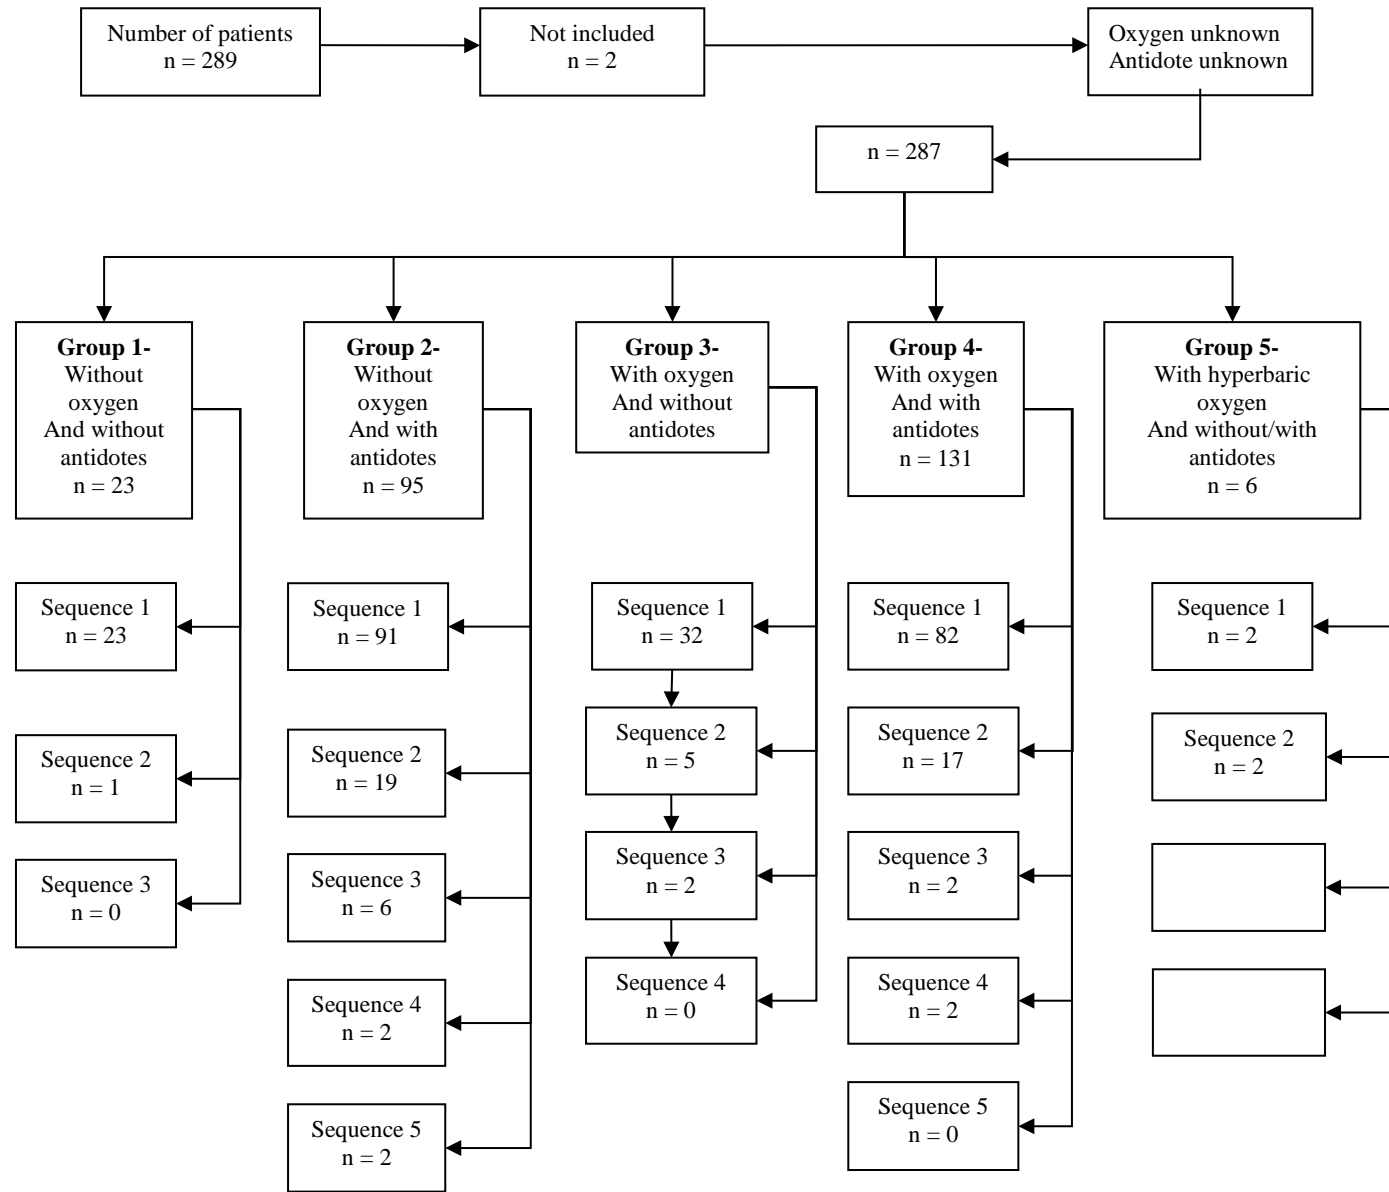 Number of patients
n = 289
Not included
n = 2
Oxygen unknown
Antidote unknown
n = 287
Group 1-
Without
oxygen
And without
antidotes
n = 23
Group 2-
Without
oxygen
And with
antidotes
n = 95
Group 3-
With oxygen
And without
antidotes
Group 4-
With oxygen
And with
antidotes
n = 131
Group 5-
With hyperbaric
oxygen
And without/with
antidotes
n = 6
Sequence 1
n = 23
Sequence 2
n = 1
Sequence 3
n = 0
Sequence 1
n = 91
Sequence 2
n = 19
Sequence 3
n = 6
Sequence 4
n = 2
Sequence 5
n = 2
Sequence 1
n = 32
Sequence 2
n = 5
Sequence 3
n = 2
Sequence 4
n = 0
Sequence 1
n = 82
Sequence 2
n = 17
Sequence 3
n = 2
Sequence 4
n = 2
Sequence 5
n = 0
Sequence 1
n = 2
Sequence 2
n = 2